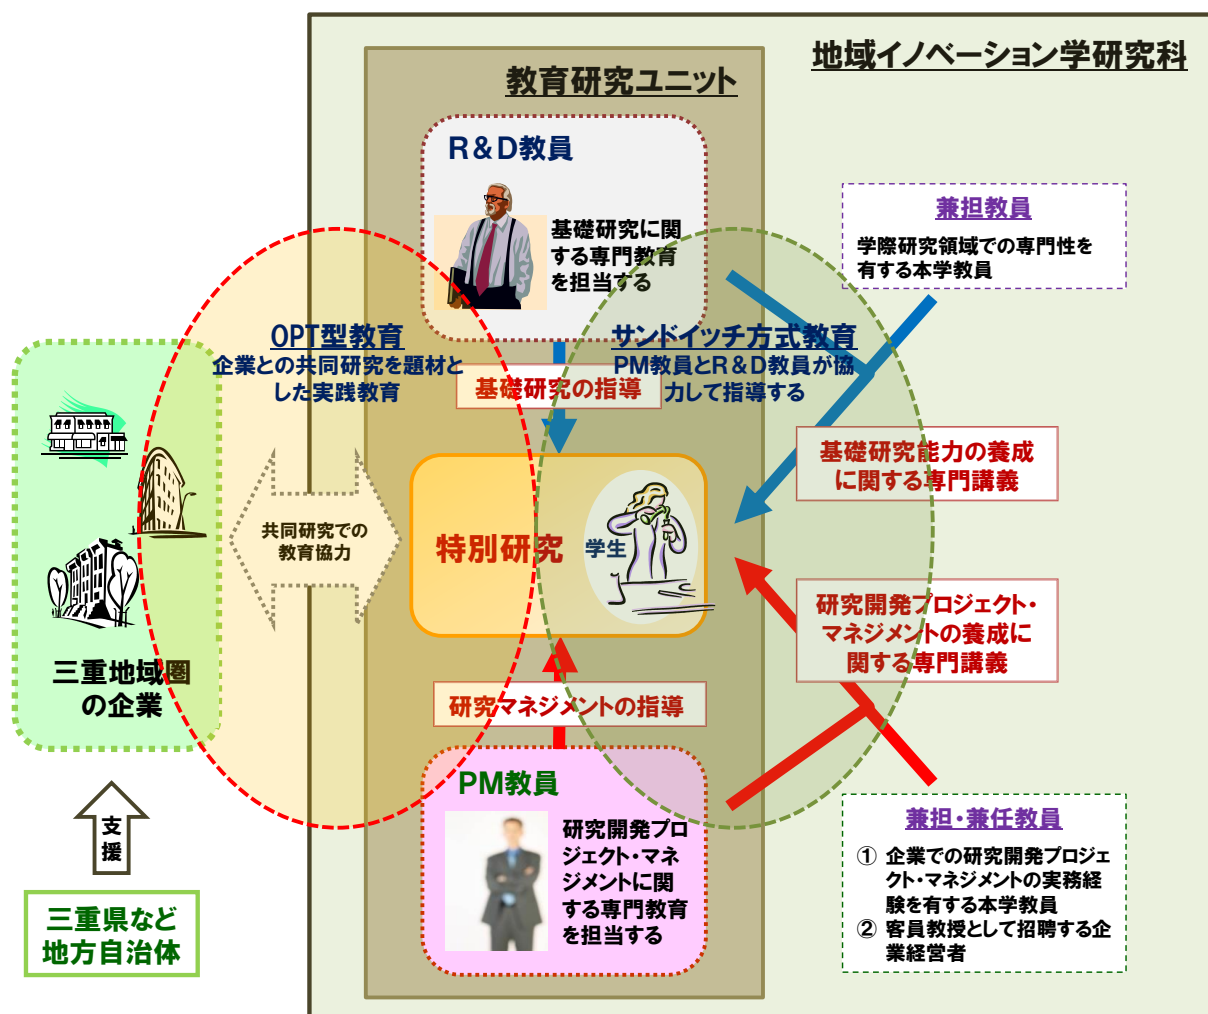 地域イノベーション学研究科
教育研究ユニット
R&D教員
基礎研究に関
する専門教育
を担当する
兼担教員
学際研究領域での専門性を
有する本学教員
OPT型教育
企業との共同研究を題材と
した実践教育
サンドイッチ方式教育
PM教員とR&D教員が協
力して指導する
基礎研究の指導
基礎研究能力の養成
に関する専門講義
共同研究での
教育協力
特別研究
学生
研究開発プロジェクト・
マネジメントの養成に
関する専門講義
三重地域圏
の企業
研究マネジメントの指導
PM教員
研究開発プロ
ジェクト・マネ
ジメントに関
する専門教育
を担当する
支
援
三重県など
地方自治体
兼担・兼任教員
① 企業での研究開発プロジェ
クト・マネジメントの実務経
験を有する本学教員
② 客員教授として招聘する企
業経営者